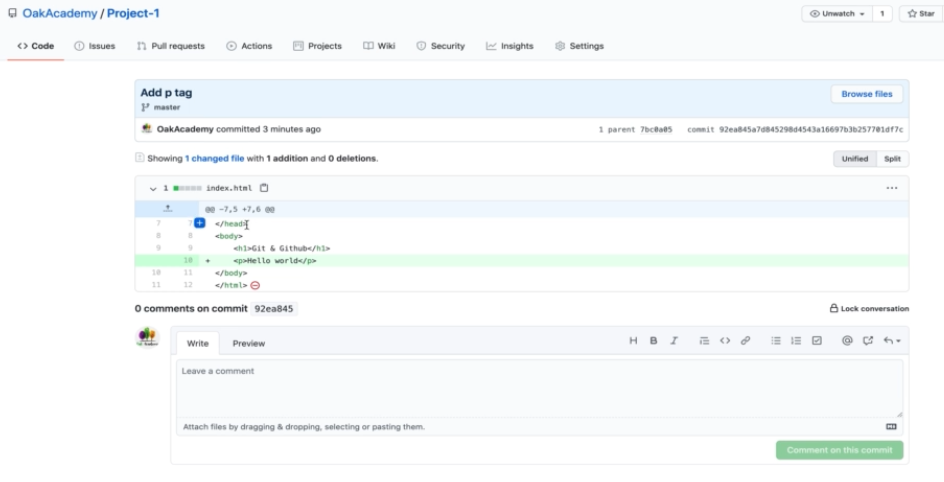 OakAcademy / Project-1
Unwatch 1 Star
Code Issues Pull requests Actions Projects Wiki Security Insights Settings
Add p tag
Browse files
master
OakAcademy committed 3 minutes ago 1 parent 7bc0a05 commit 92ea845a7d845298d4543a16697b3b257701df7c
Showing 1 changed file with 1 addition and 0 deletions.
Unified Split
1 index.html
@@ -7,5 +7,6 @@
7 7 </head>
8 8 <body>
9 9 <h1>Git & Github</h1>
10 + <p>Hello world</p>
10 11 </body>
11 12 </html>
0 comments on commit 92ea845
Lock conversation
Write Preview
Leave a comment
Attach files by dragging & dropping, selecting or pasting them.
Comment on this commit